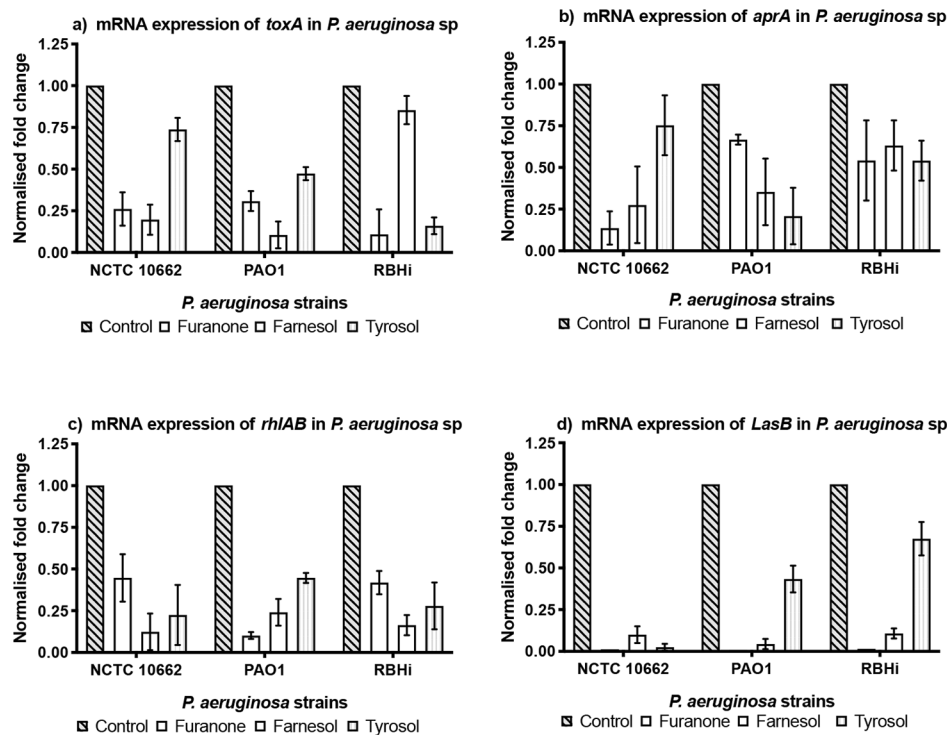 a) mRNA expression of toxA in P. aeruginosa sp
Normalised fold change
1.25
1.00
0.75
0.50
0.25
0.00
NCTC 10662 PAO1 RBHi
P. aeruginosa strains
Control Furanone Farnesol Tyrosol
b) mRNA expression of aprA in P. aeruginosa sp
Normalised fold change
1.25
1.00
0.75
0.50
0.25
0.00
NCTC 10662 PAO1 RBHi
P. aeruginosa strains
Control Furanone Farnesol Tyrosol
c) mRNA expression of rhlAB in P. aeruginosa sp
Normalised fold change
1.25
1.00
0.75
0.50
0.25
0.00
NCTC 10662 PAO1 RBHi
P. aeruginosa strains
Control Furanone Farnesol Tyrosol
d) mRNA expression of LasB in P. aeruginosa sp
Normalised fold change
1.25
1.00
0.75
0.50
0.25
0.00
NCTC 10662 PAO1 RBHi
P. aeruginosa strains
Control Furanone Farnesol Tyrosol